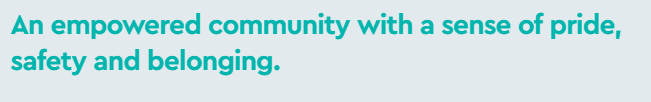 An empowered community with a sense of pride,
safety and belonging.